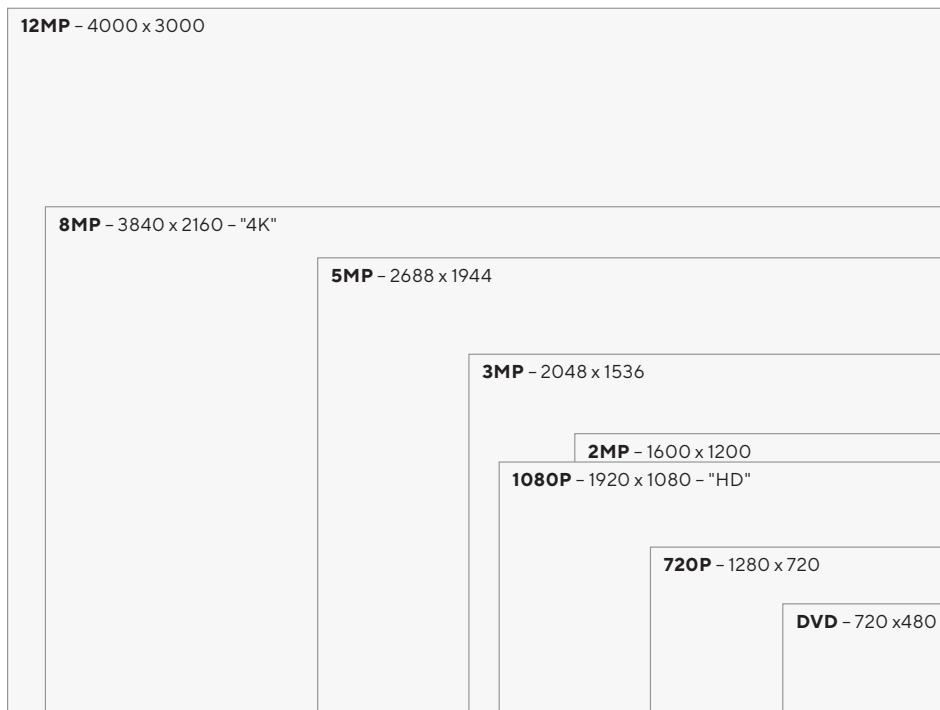 12MP – 4000 x 3000
8MP – 3840 x 2160 – "4K"
5MP – 2688 x 1944
3MP – 2048 x 1536
2MP – 1600 x 1200
1080P – 1920 x 1080 – "HD"
720P – 1280 x 720
DVD – 720 x480